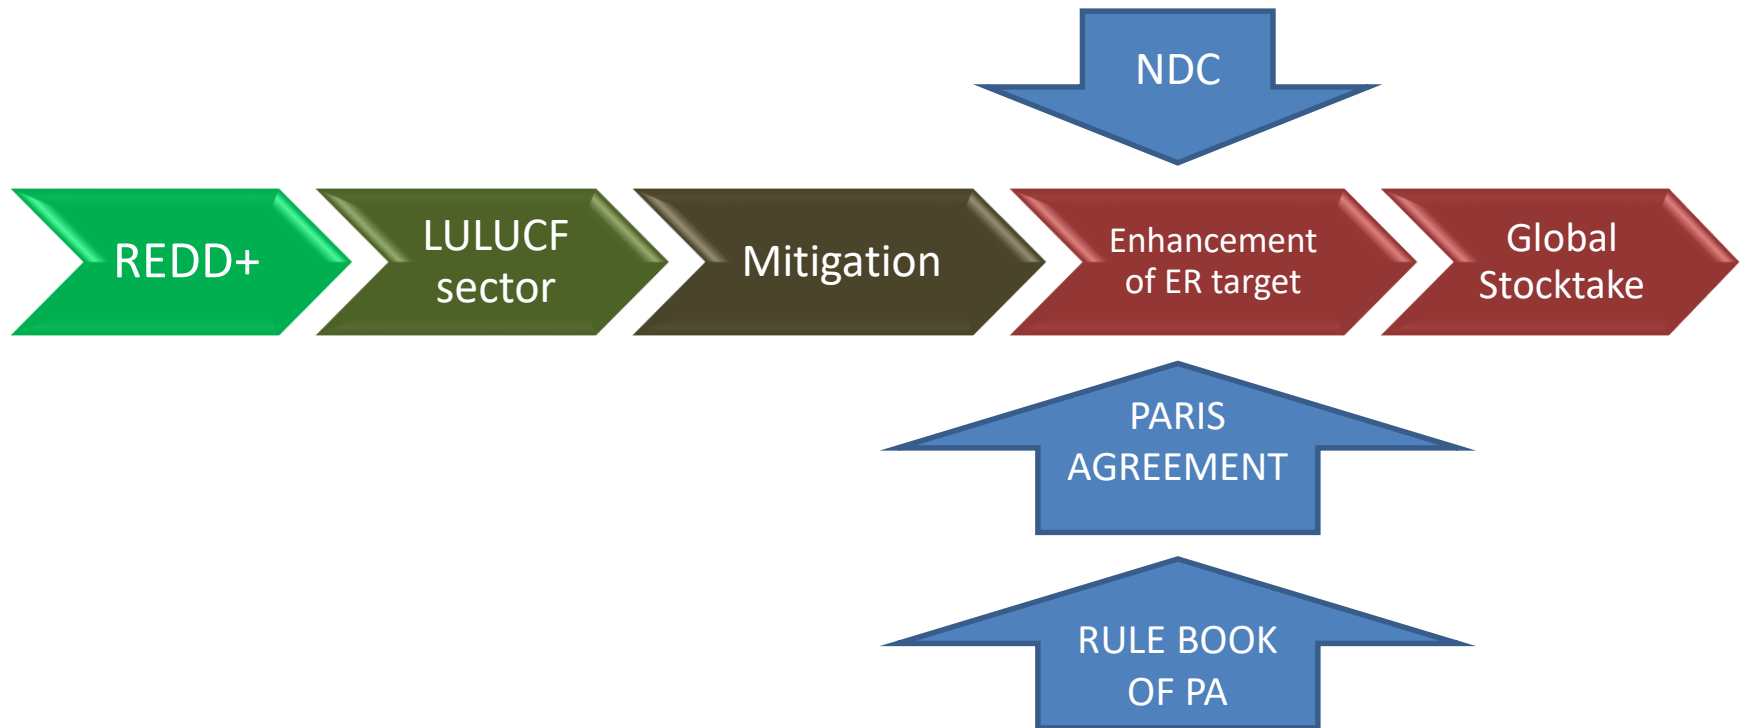 NDC
REDD+
LULUCF
sector
Mitigation
Enhancement
of ER target
Global
Stocktake
PARIS
AGREEMENT
RULE BOOK
OF PA